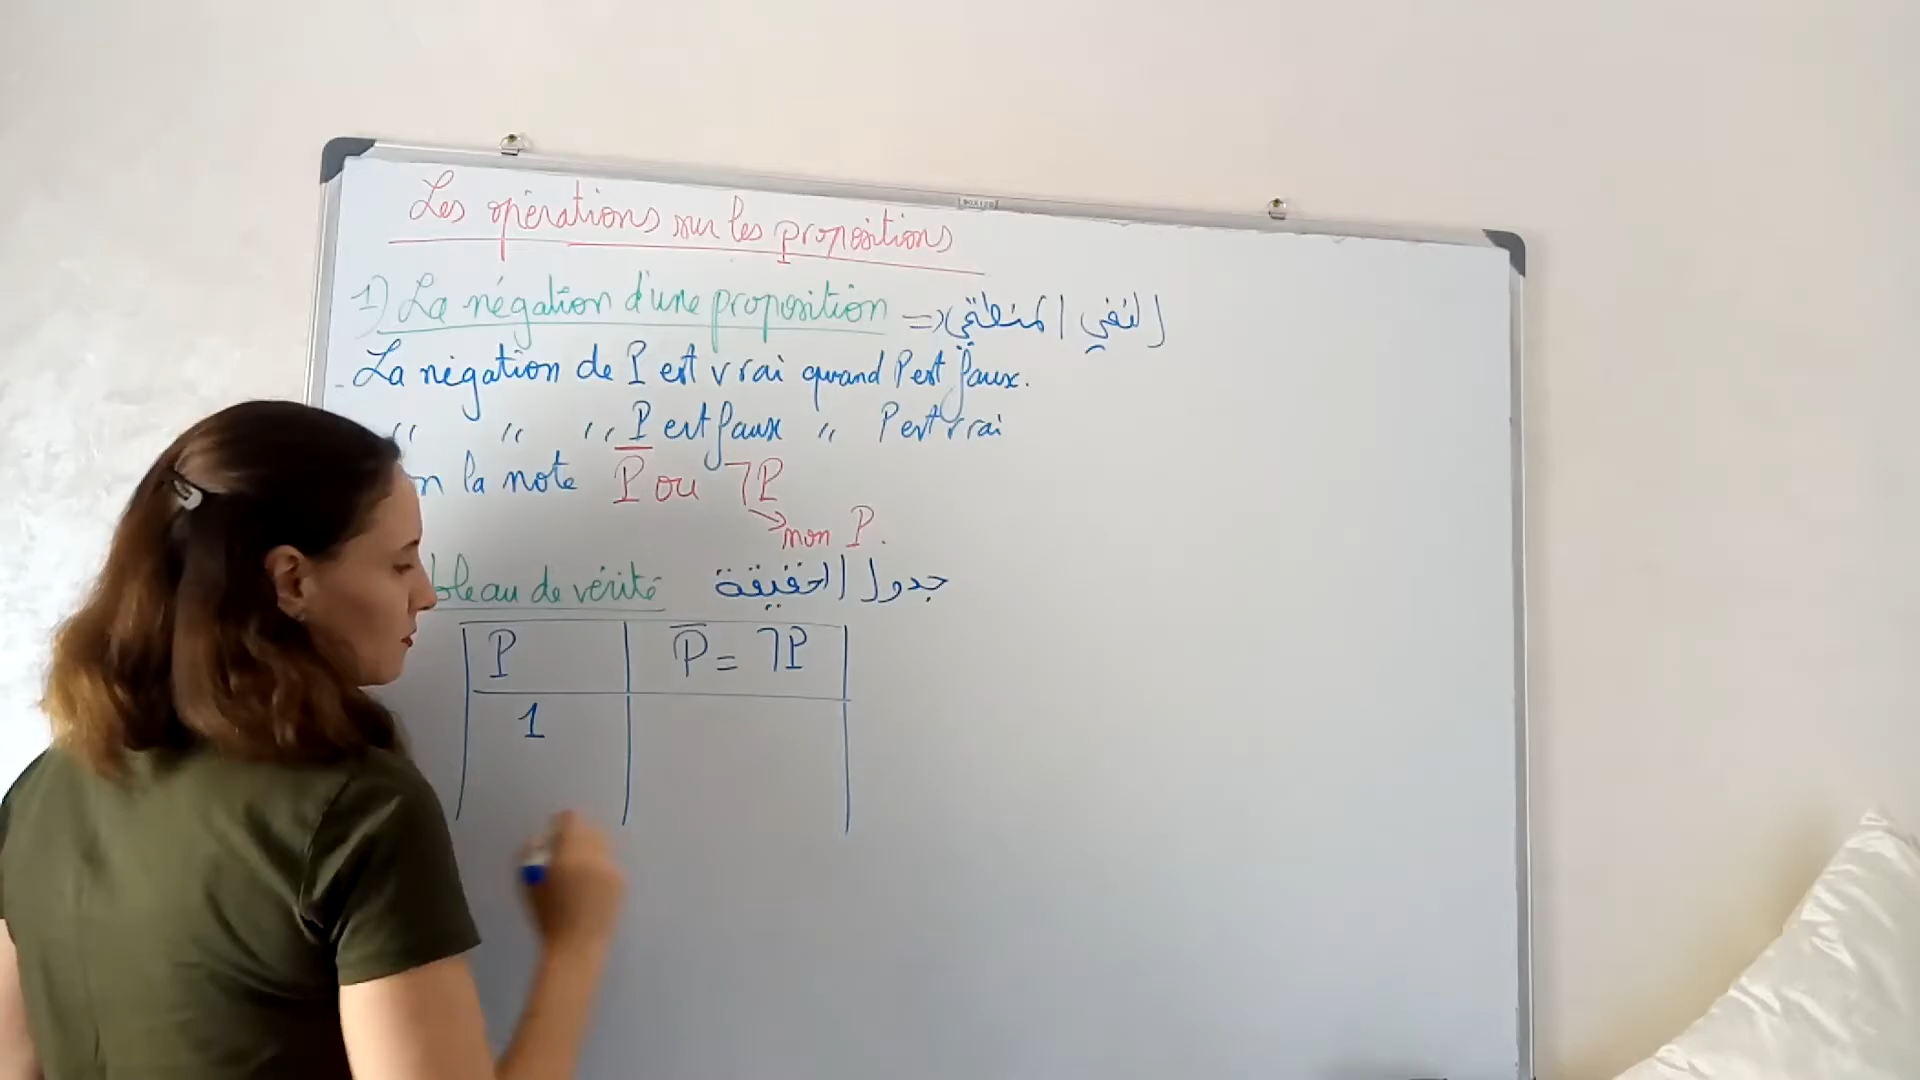 Les opérations sur les propositions
1) La négation d'une proposition => النفي المنطقي
- La négation de P est vrai quand P est faux.
" " " P est faux " P est vrai
la note P̅ ou ⌉P
→ non P.
bleau de vérité جدول الحقيقة
P P̅ = ⌉P
1